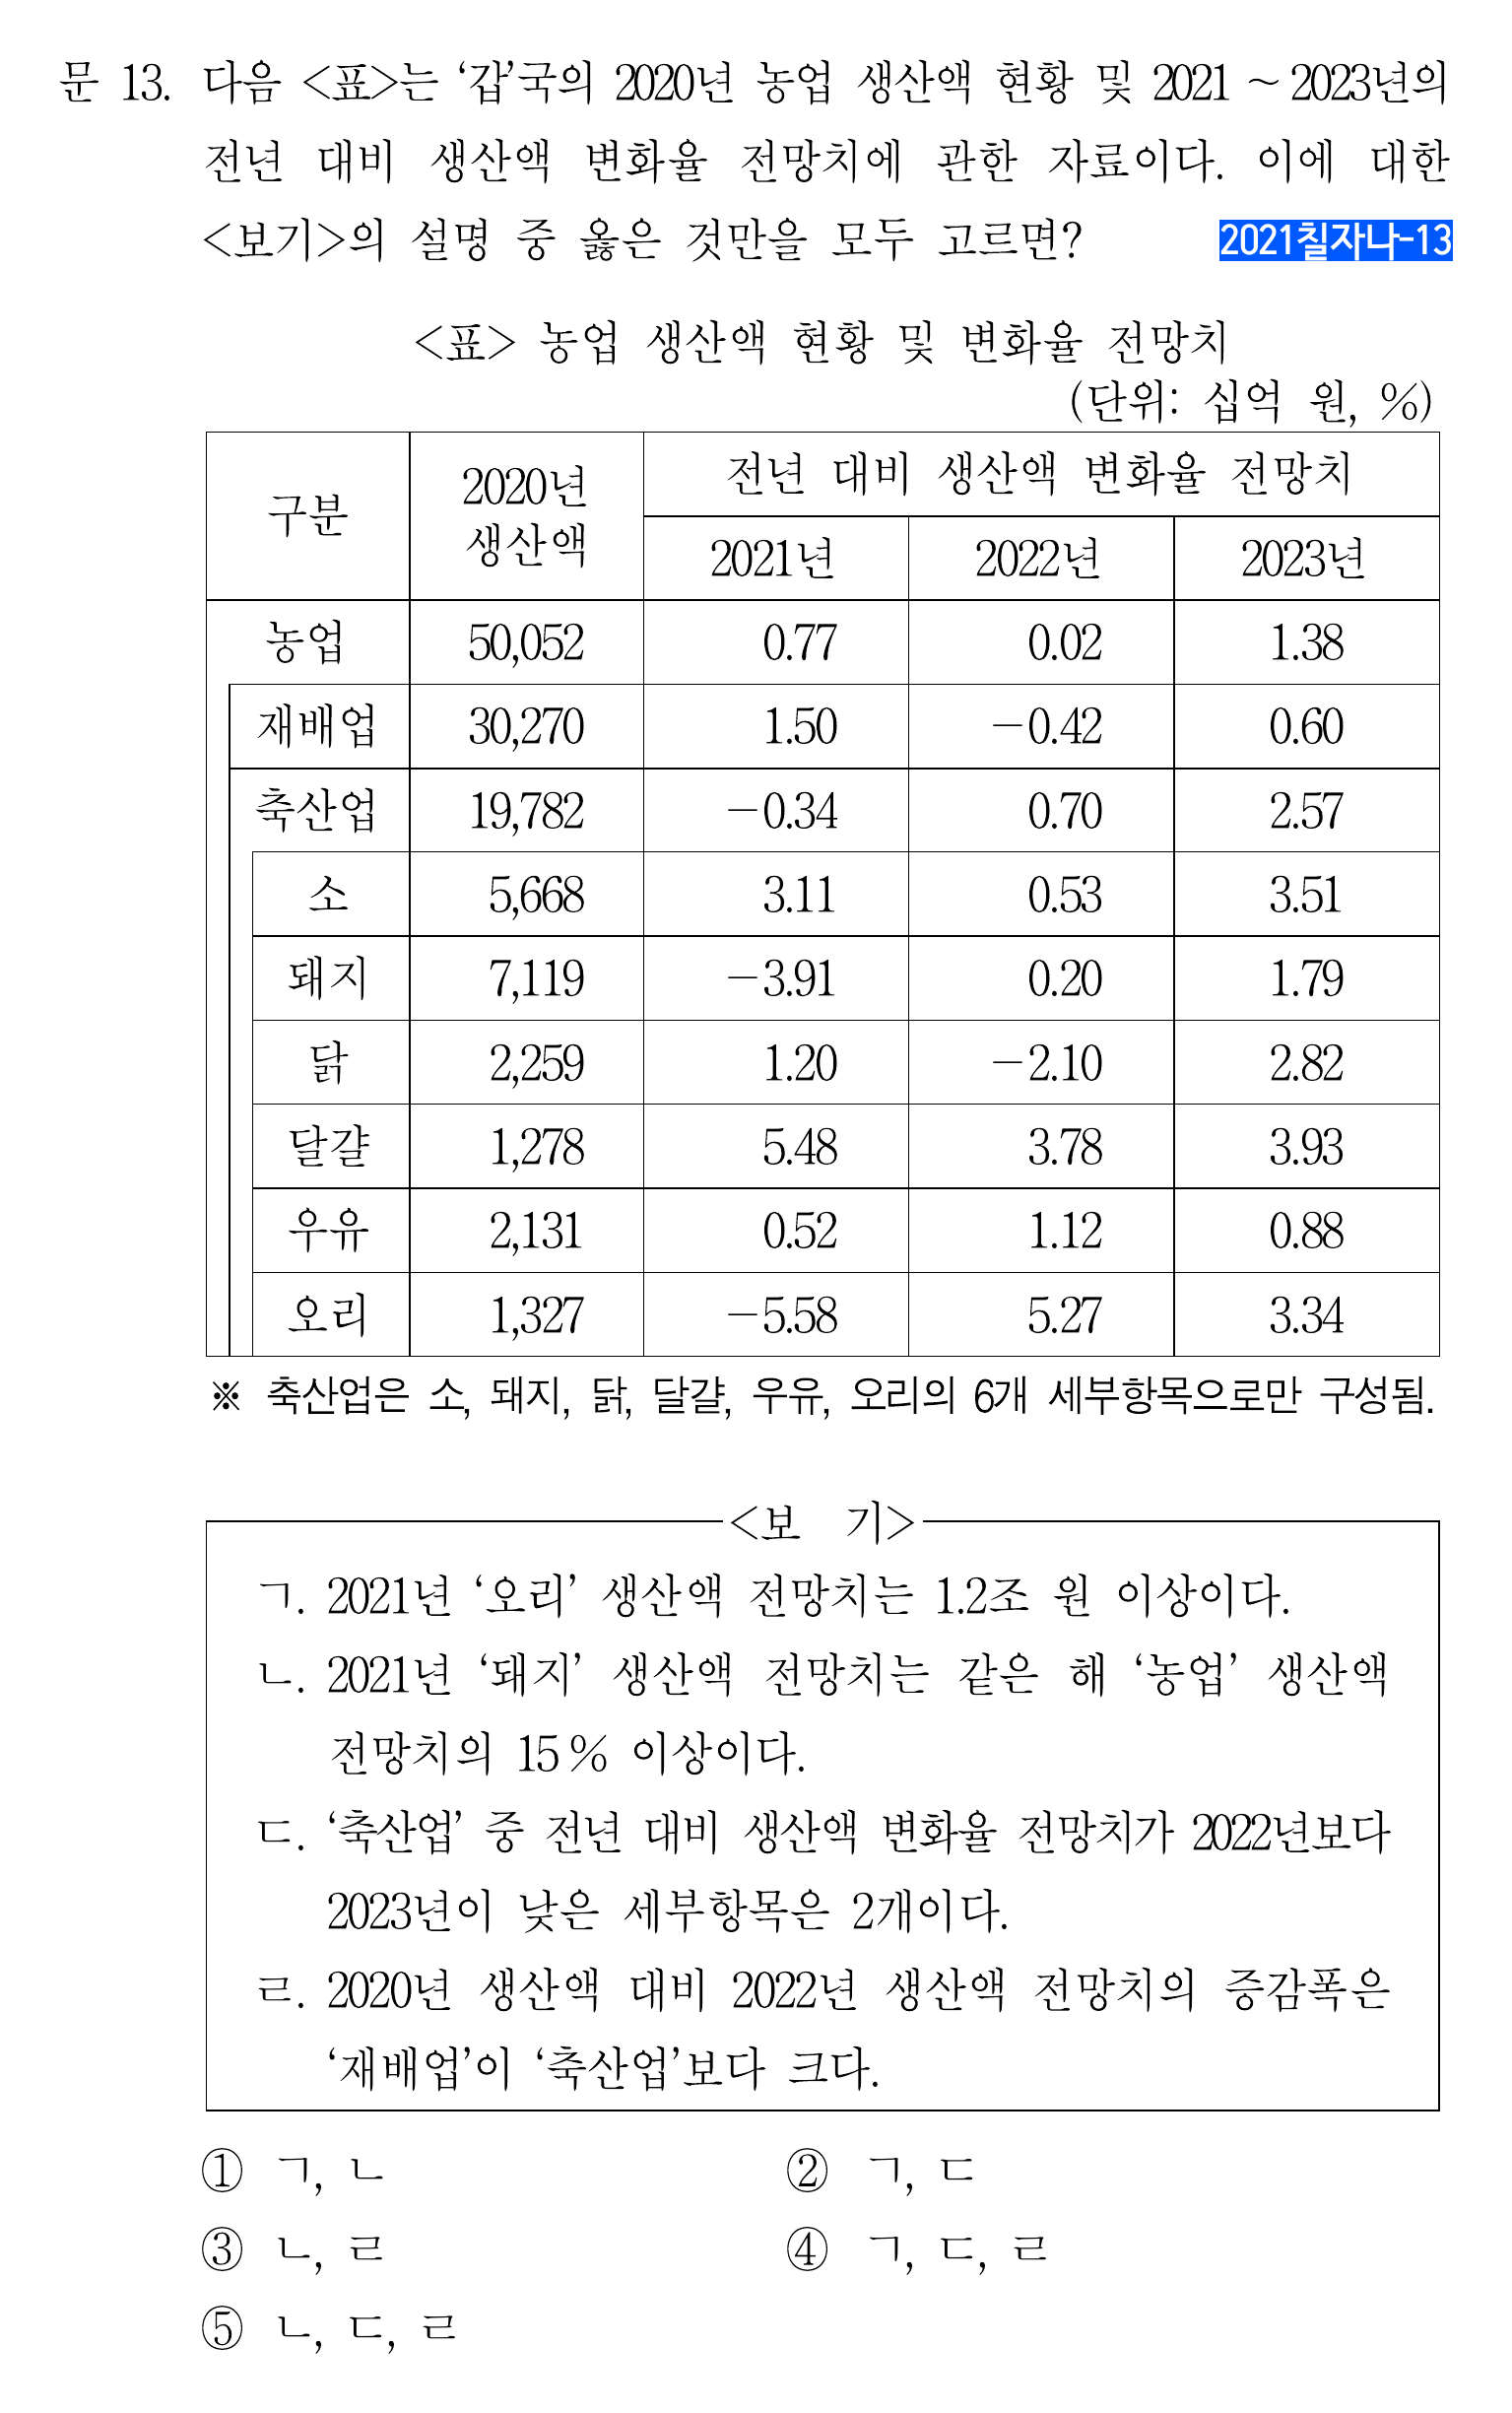 문 13. 다음 <표>는 ‘갑’국의 2020년 농업 생산액 현황 및 2021 ~ 2023년의
전년 대비 생산액 변화율 전망치에 관한 자료이다. 이에 대한
<보기>의 설명 중 옳은 것만을 모두 고르면? 2021칠자나-13
<표> 농업 생산액 현황 및 변화율 전망치
(단위: 십억 원, %)
구분 2020년 생산액 전년 대비 생산액 변화율 전망치
2021년 2022년 2023년
농업 50,052 0.77 0.02 1.38
재배업 30,270 1.50 −0.42 0.60
축산업 19,782 −0.34 0.70 2.57
소 5,668 3.11 0.53 3.51
돼지 7,119 −3.91 0.20 1.79
닭 2,259 1.20 −2.10 2.82
달걀 1,278 5.48 3.78 3.93
우유 2,131 0.52 1.12 0.88
오리 1,327 −5.58 5.27 3.34
※ 축산업은 소, 돼지, 닭, 달걀, 우유, 오리의 6개 세부항목으로만 구성됨.
<보 기>
ㄱ. 2021년 ‘오리’ 생산액 전망치는 1.2조 원 이상이다.
ㄴ. 2021년 ‘돼지’ 생산액 전망치는 같은 해 ‘농업’ 생산액
전망치의 15% 이상이다.
ㄷ. ‘축산업’ 중 전년 대비 생산액 변화율 전망치가 2022년보다
2023년이 낮은 세부항목은 2개이다.
ㄹ. 2020년 생산액 대비 2022년 생산액 전망치의 증감폭은
‘재배업’이 ‘축산업’보다 크다.
① ㄱ, ㄴ ② ㄱ, ㄷ
③ ㄴ, ㄹ ④ ㄱ, ㄷ, ㄹ
⑤ ㄴ, ㄷ, ㄹ